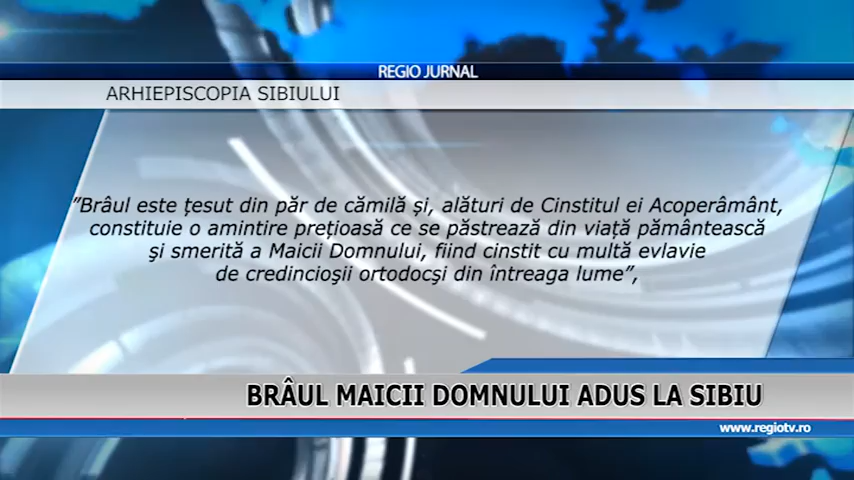 REGIO JURNAL
ARHIEPISCOPIA SIBIULUI
”Brâul este țesut din păr de cămilă și, alături de Cinstitul ei Acoperâmânt,
constituie o amintire prețioasă ce se păstrează din viață pământească
şi smerită a Maicii Domnului, fiind cinstit cu multă evlavie
de credincioşii ortodocşi din întreaga lume”,
BRÂUL MAICII DOMNULUI ADUS LA SIBIU
www.regiotv.ro